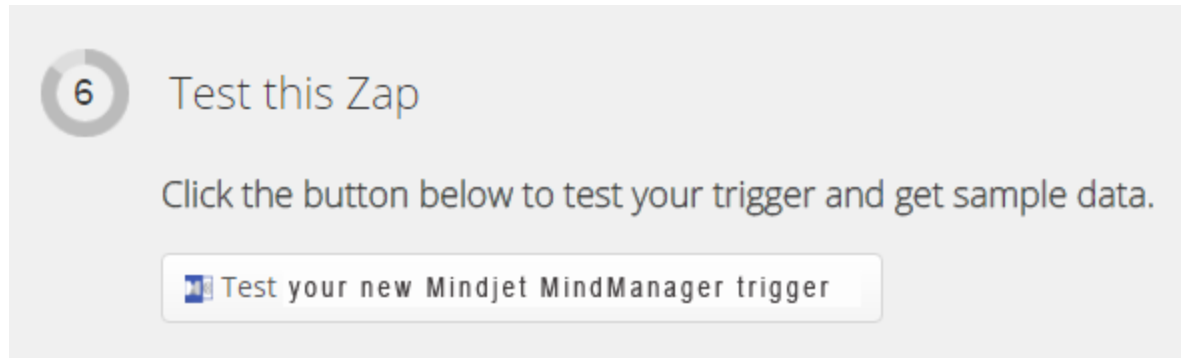 6 Test this Zap
Click the button below to test your trigger and get sample data.
Test your new Mindjet MindManager trigger